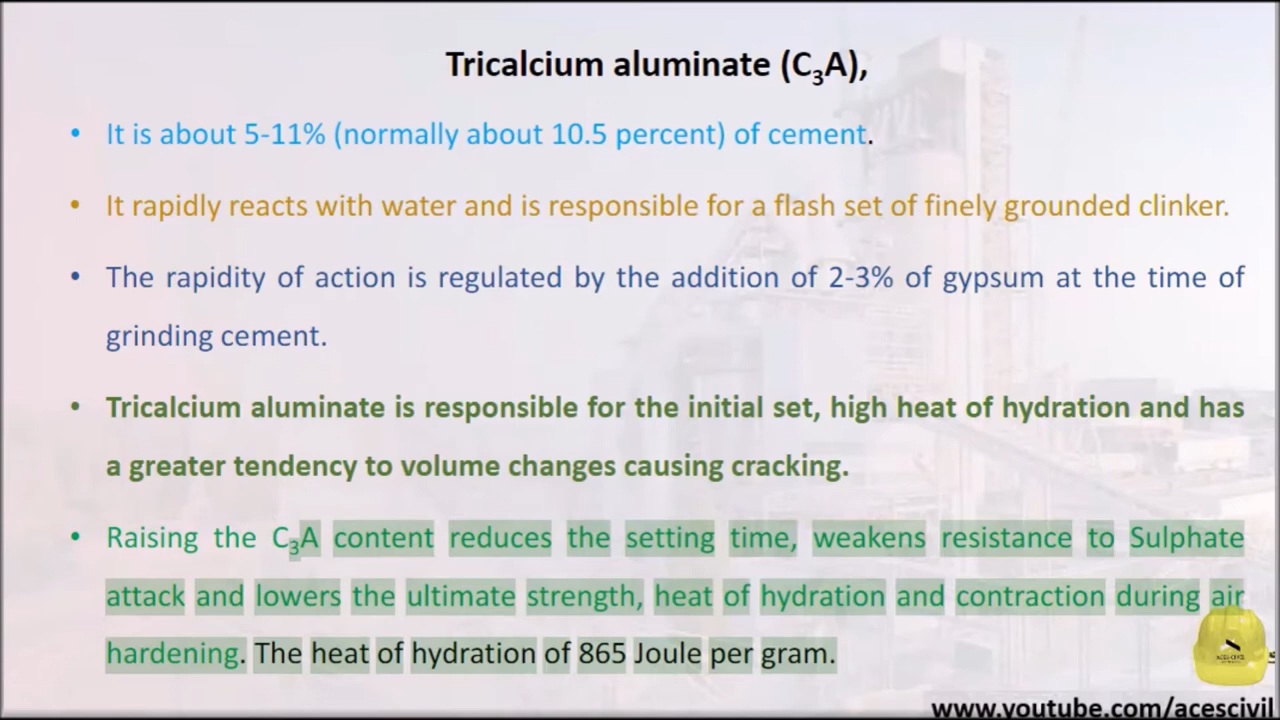 Tricalcium aluminate (C₃A),
• It is about 5-11% (normally about 10.5 percent) of cement.
• It rapidly reacts with water and is responsible for a flash set of finely grounded clinker.
• The rapidity of action is regulated by the addition of 2-3% of gypsum at the time of
grinding cement.
• Tricalcium aluminate is responsible for the initial set, high heat of hydration and has
a greater tendency to volume changes causing cracking.
• Raising the C₃A content reduces the setting time, weakens resistance to Sulphate
attack and lowers the ultimate strength, heat of hydration and contraction during air
hardening. The heat of hydration of 865 Joule per gram.
www.youtube.com/acescivil